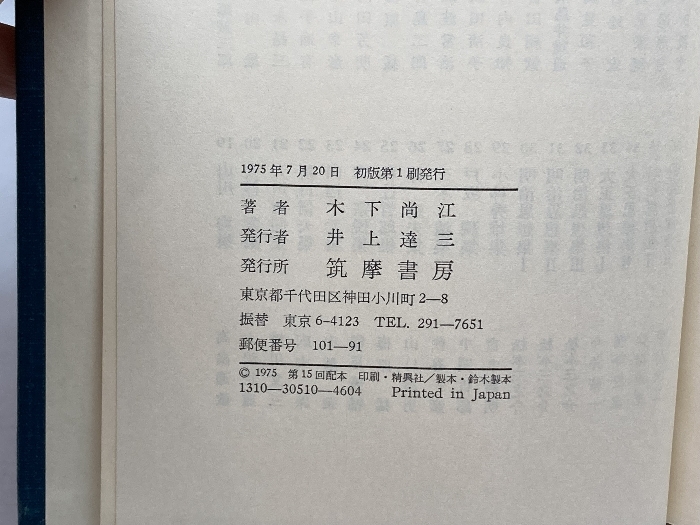 1975年7月20日 初版第1刷発行
著者 木下尚江
発行者 井上達三
発行所 筑摩書房
東京都千代田区神田小川町2—8
振替 東京6-4123 TEL. 291—7651
郵便番号 101—91
© 1975 第15回配本 印刷・精興社/製本・鈴木製本
1310—30510—4604 Printed in Japan